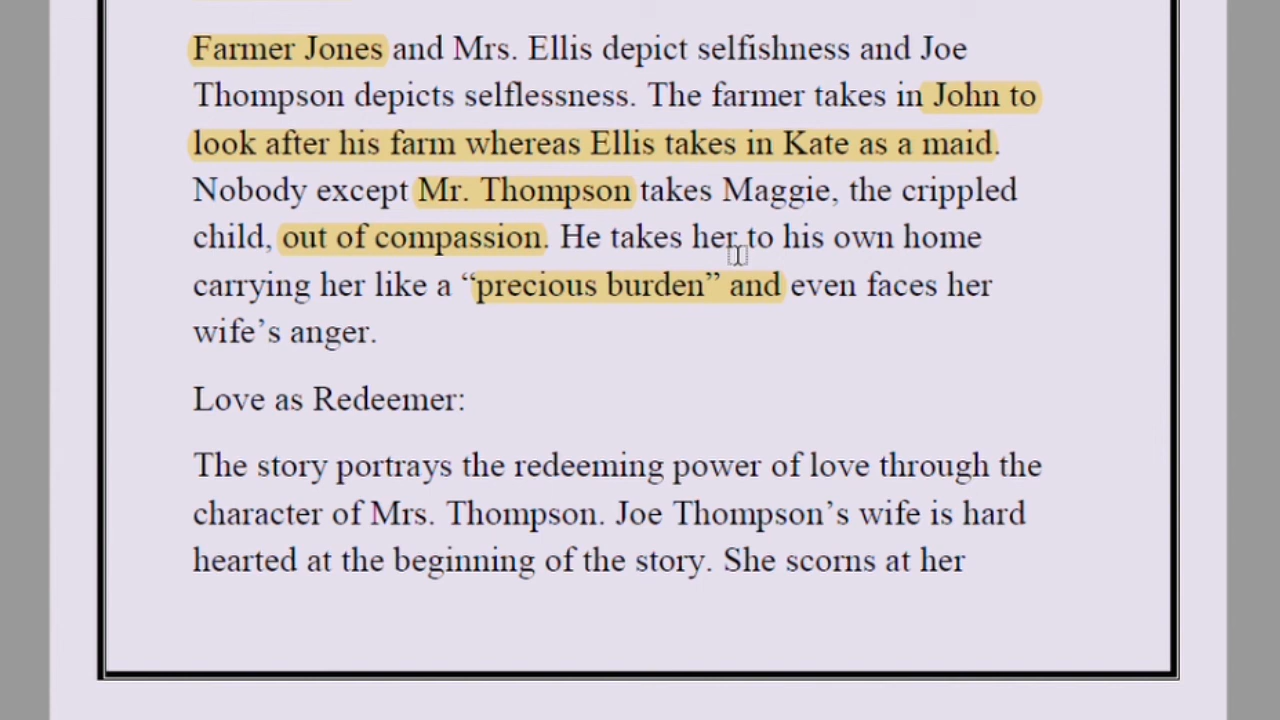 Farmer Jones and Mrs. Ellis depict selfishness and Joe
Thompson depicts selflessness. The farmer takes in John to
look after his farm whereas Ellis takes in Kate as a maid.
Nobody except Mr. Thompson takes Maggie, the crippled
child, out of compassion. He takes her to his own home
carrying her like a “precious burden” and even faces her
wife’s anger.
Love as Redeemer:
The story portrays the redeeming power of love through the
character of Mrs. Thompson. Joe Thompson’s wife is hard
hearted at the beginning of the story. She scorns at her